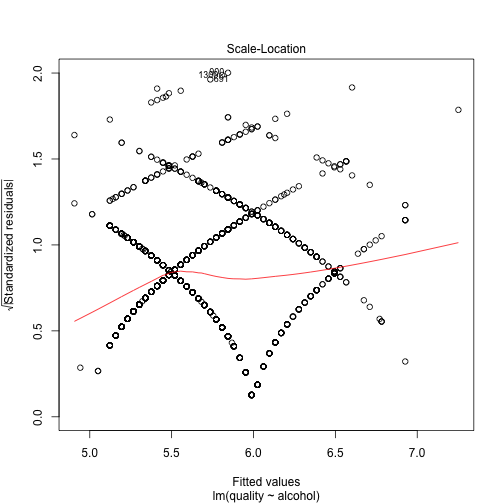 Scale-Location
√|Standardized residuals|
2.0
1.5
1.0
0.5
0.0
5.0 5.5 6.0 6.5 7.0
Fitted values
lm(quality ~ alcohol)